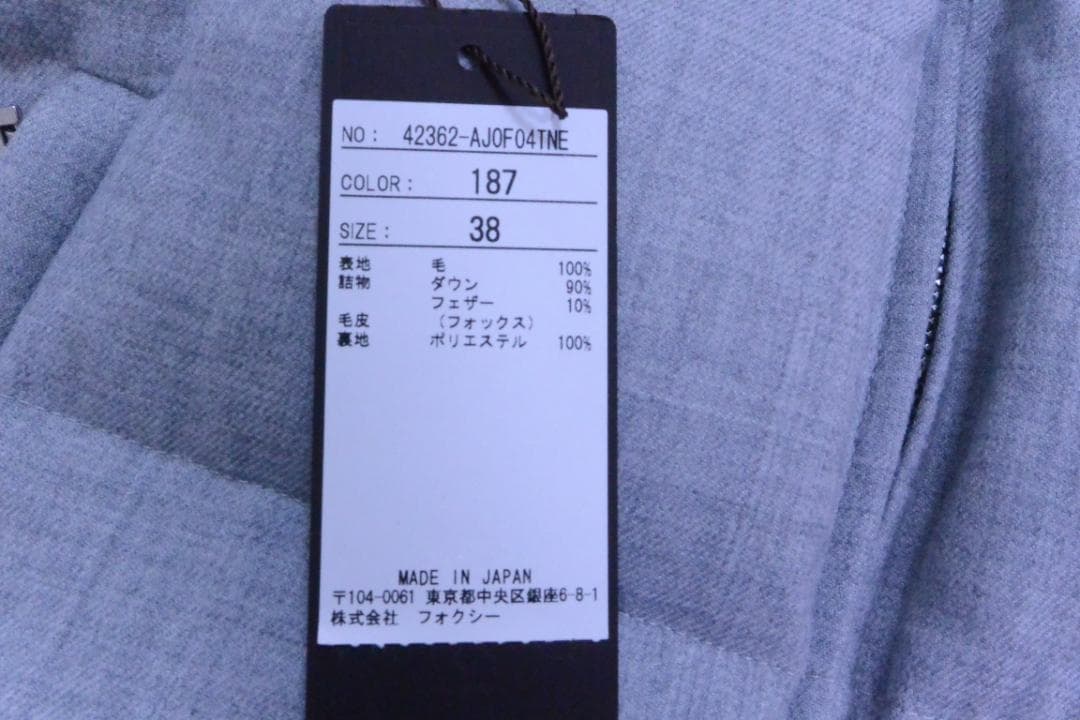 NO： 42362-AJ0F04TNE
COLOR： 187
SIZE： 38
表地 毛 100%
詰物 ダウン 90%
フェザー 10%
毛皮 （フォックス）
裏地 ポリエステル 100%
MADE IN JAPAN
〒104-0061 東京都中央区銀座6-8-1
株式会社 フォクシー